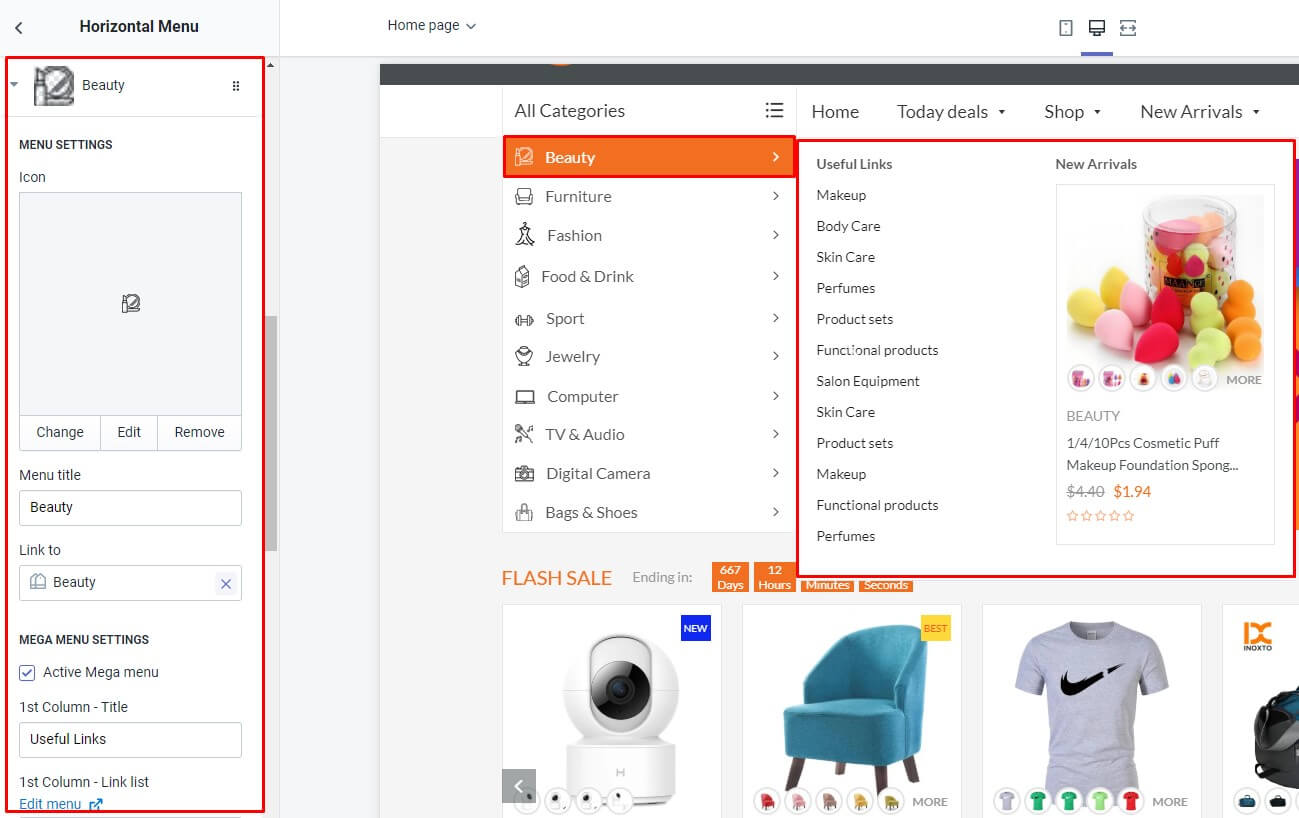 Horizontal Menu
Beauty
MENU SETTINGS
Icon
Change Edit Remove
Menu title
Beauty
Link to
Beauty
MEGA MENU SETTINGS
Active Mega menu
1st Column - Title
Useful Links
1st Column - Link list
Edit menu
Home page
All Categories
Home Today deals Shop New Arrivals
Beauty
Furniture
Fashion
Food & Drink
Sport
Jewelry
Computer
TV & Audio
Digital Camera
Bags & Shoes
Useful Links
Makeup
Body Care
Skin Care
Perfumes
Product sets
Functional products
Salon Equipment
Skin Care
Product sets
Makeup
Functional products
Perfumes
New Arrivals
MAANGE
MORE
BEAUTY
1/4/10Pcs Cosmetic Puff
Makeup Foundation Spong...
$4.40 $1.94
FLASH SALE Ending in:
667 Days
12 Hours
Minutes
Seconds
NEW
BEST
INOXTO
MORE
MORE